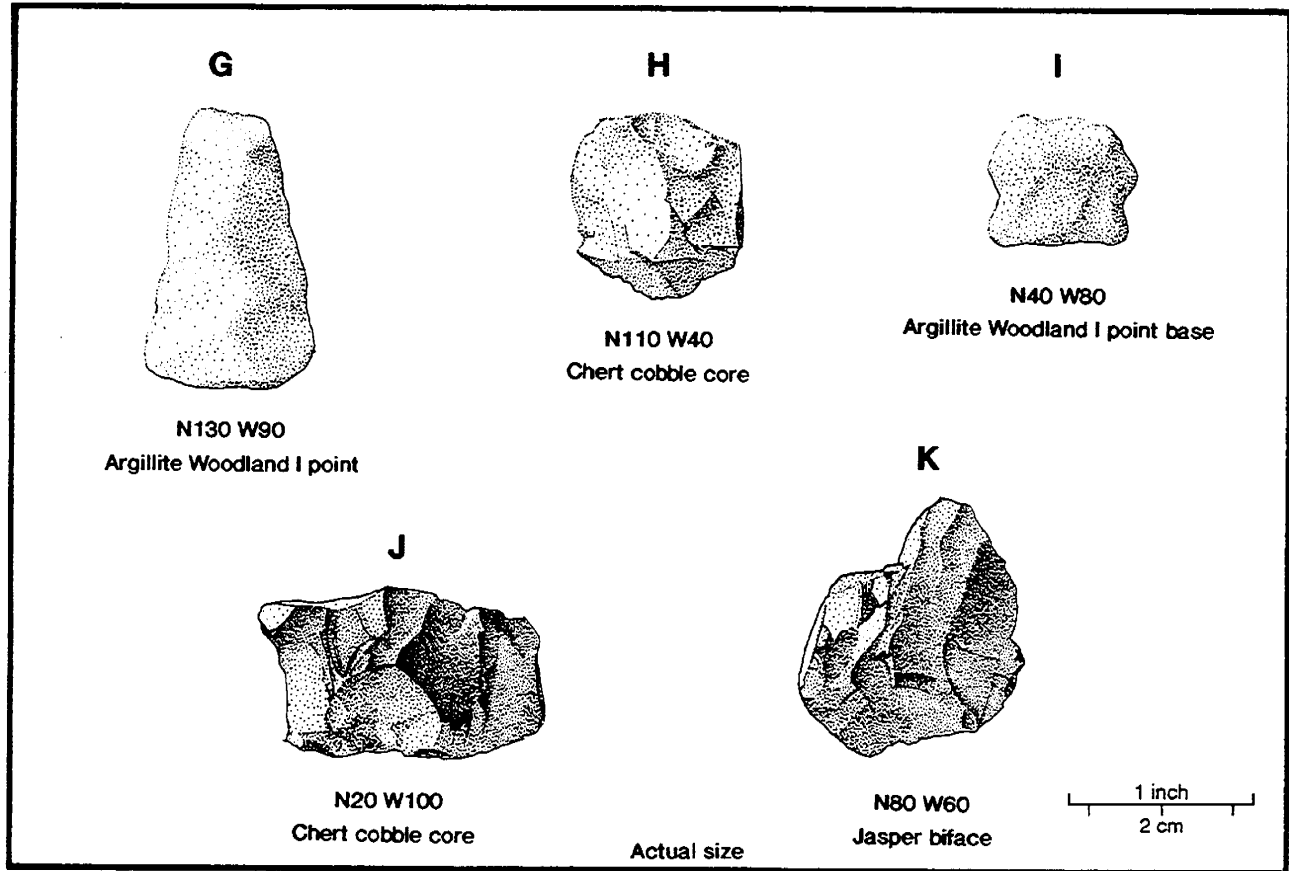 G
N130 W90
Argillite Woodland I point
H
N110 W40
Chert cobble core
I
N40 W80
Argillite Woodland I point base
J
N20 W100
Chert cobble core
K
N80 W60
Jasper biface
1 inch
2 cm
Actual size